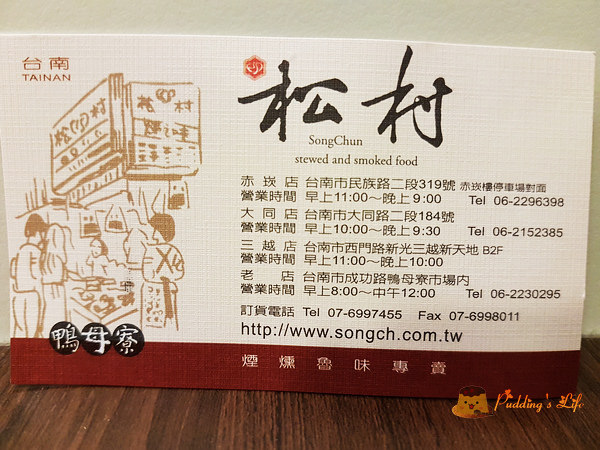 台南
TAINAN
松村
SongChun
stewed and smoked food
赤崁店 台南市民族路二段319號 赤崁樓停車場對面
營業時間 早上11:00～晚上9:00 Tel 06-2296398
大同店 台南市大同路二段184號
營業時間 早上10:00～晚上9:30 Tel 06-2152385
三越店 台南市西門路新光三越新天地 B2F
營業時間 早上11:00～晚上10:00
老店 台南市成功路鴨母寮市場內
營業時間 早上8:00～中午12:00 Tel 06-2230295
訂貨電話 Tel 07-6997455 Fax 07-6998011
http://www.songch.com.tw
鴨母寮
煙燻魯味專賣
Pudding's Life